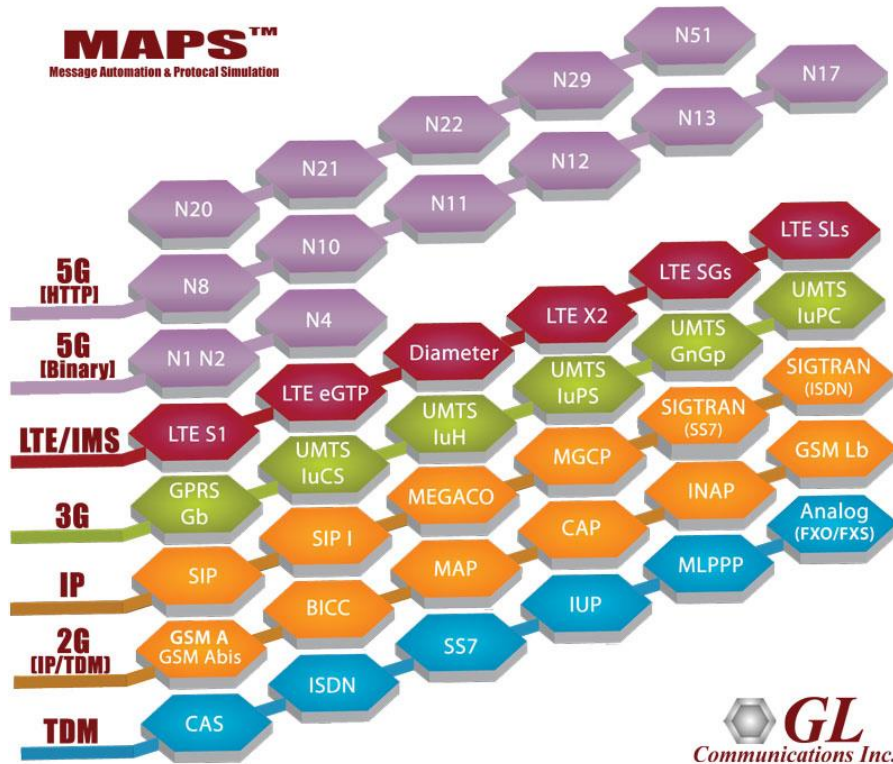 MAPS™
Message Automation & Protocal Simulation
N20
N21
N22
N29
N51
5G
[HTTP]
N8
N10
N11
N12
N13
N17
5G
[Binary]
N1 N2
N4
LTE/IMS
LTE S1
LTE eGTP
Diameter
LTE X2
LTE SGs
LTE SLs
3G
GPRS
Gb
UMTS
IuCS
UMTS
IuH
UMTS
IuPS
UMTS
GnGp
UMTS
IuPC
IP
SIP
SIP I
MEGACO
MGCP
SIGTRAN
(SS7)
SIGTRAN
(ISDN)
2G
[IP/TDM)
GSM A
GSM Abis
BICC
MAP
CAP
INAP
GSM Lb
TDM
CAS
ISDN
SS7
IUP
MLPPP
Analog
(FXO/FXS)
GL
Communications Inc.